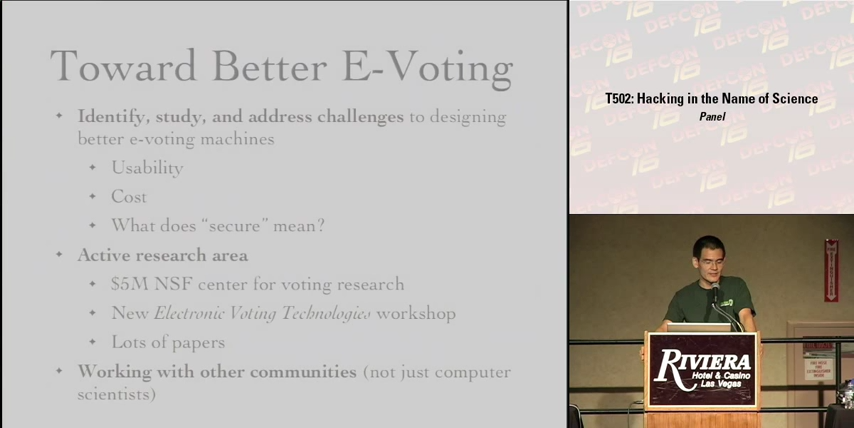 Toward Better E-Voting
Identify, study, and address challenges to designing
better e-voting machines
Usability
Cost
What does “secure” mean?
Active research area
$5M NSF center for voting research
New Electronic Voting Technologies workshop
Lots of papers
Working with other communities (not just computer
scientists)
DEFCON 16
T502: Hacking in the Name of Science
Panel
RIVIERA
Hotel & Casino
Las Vegas